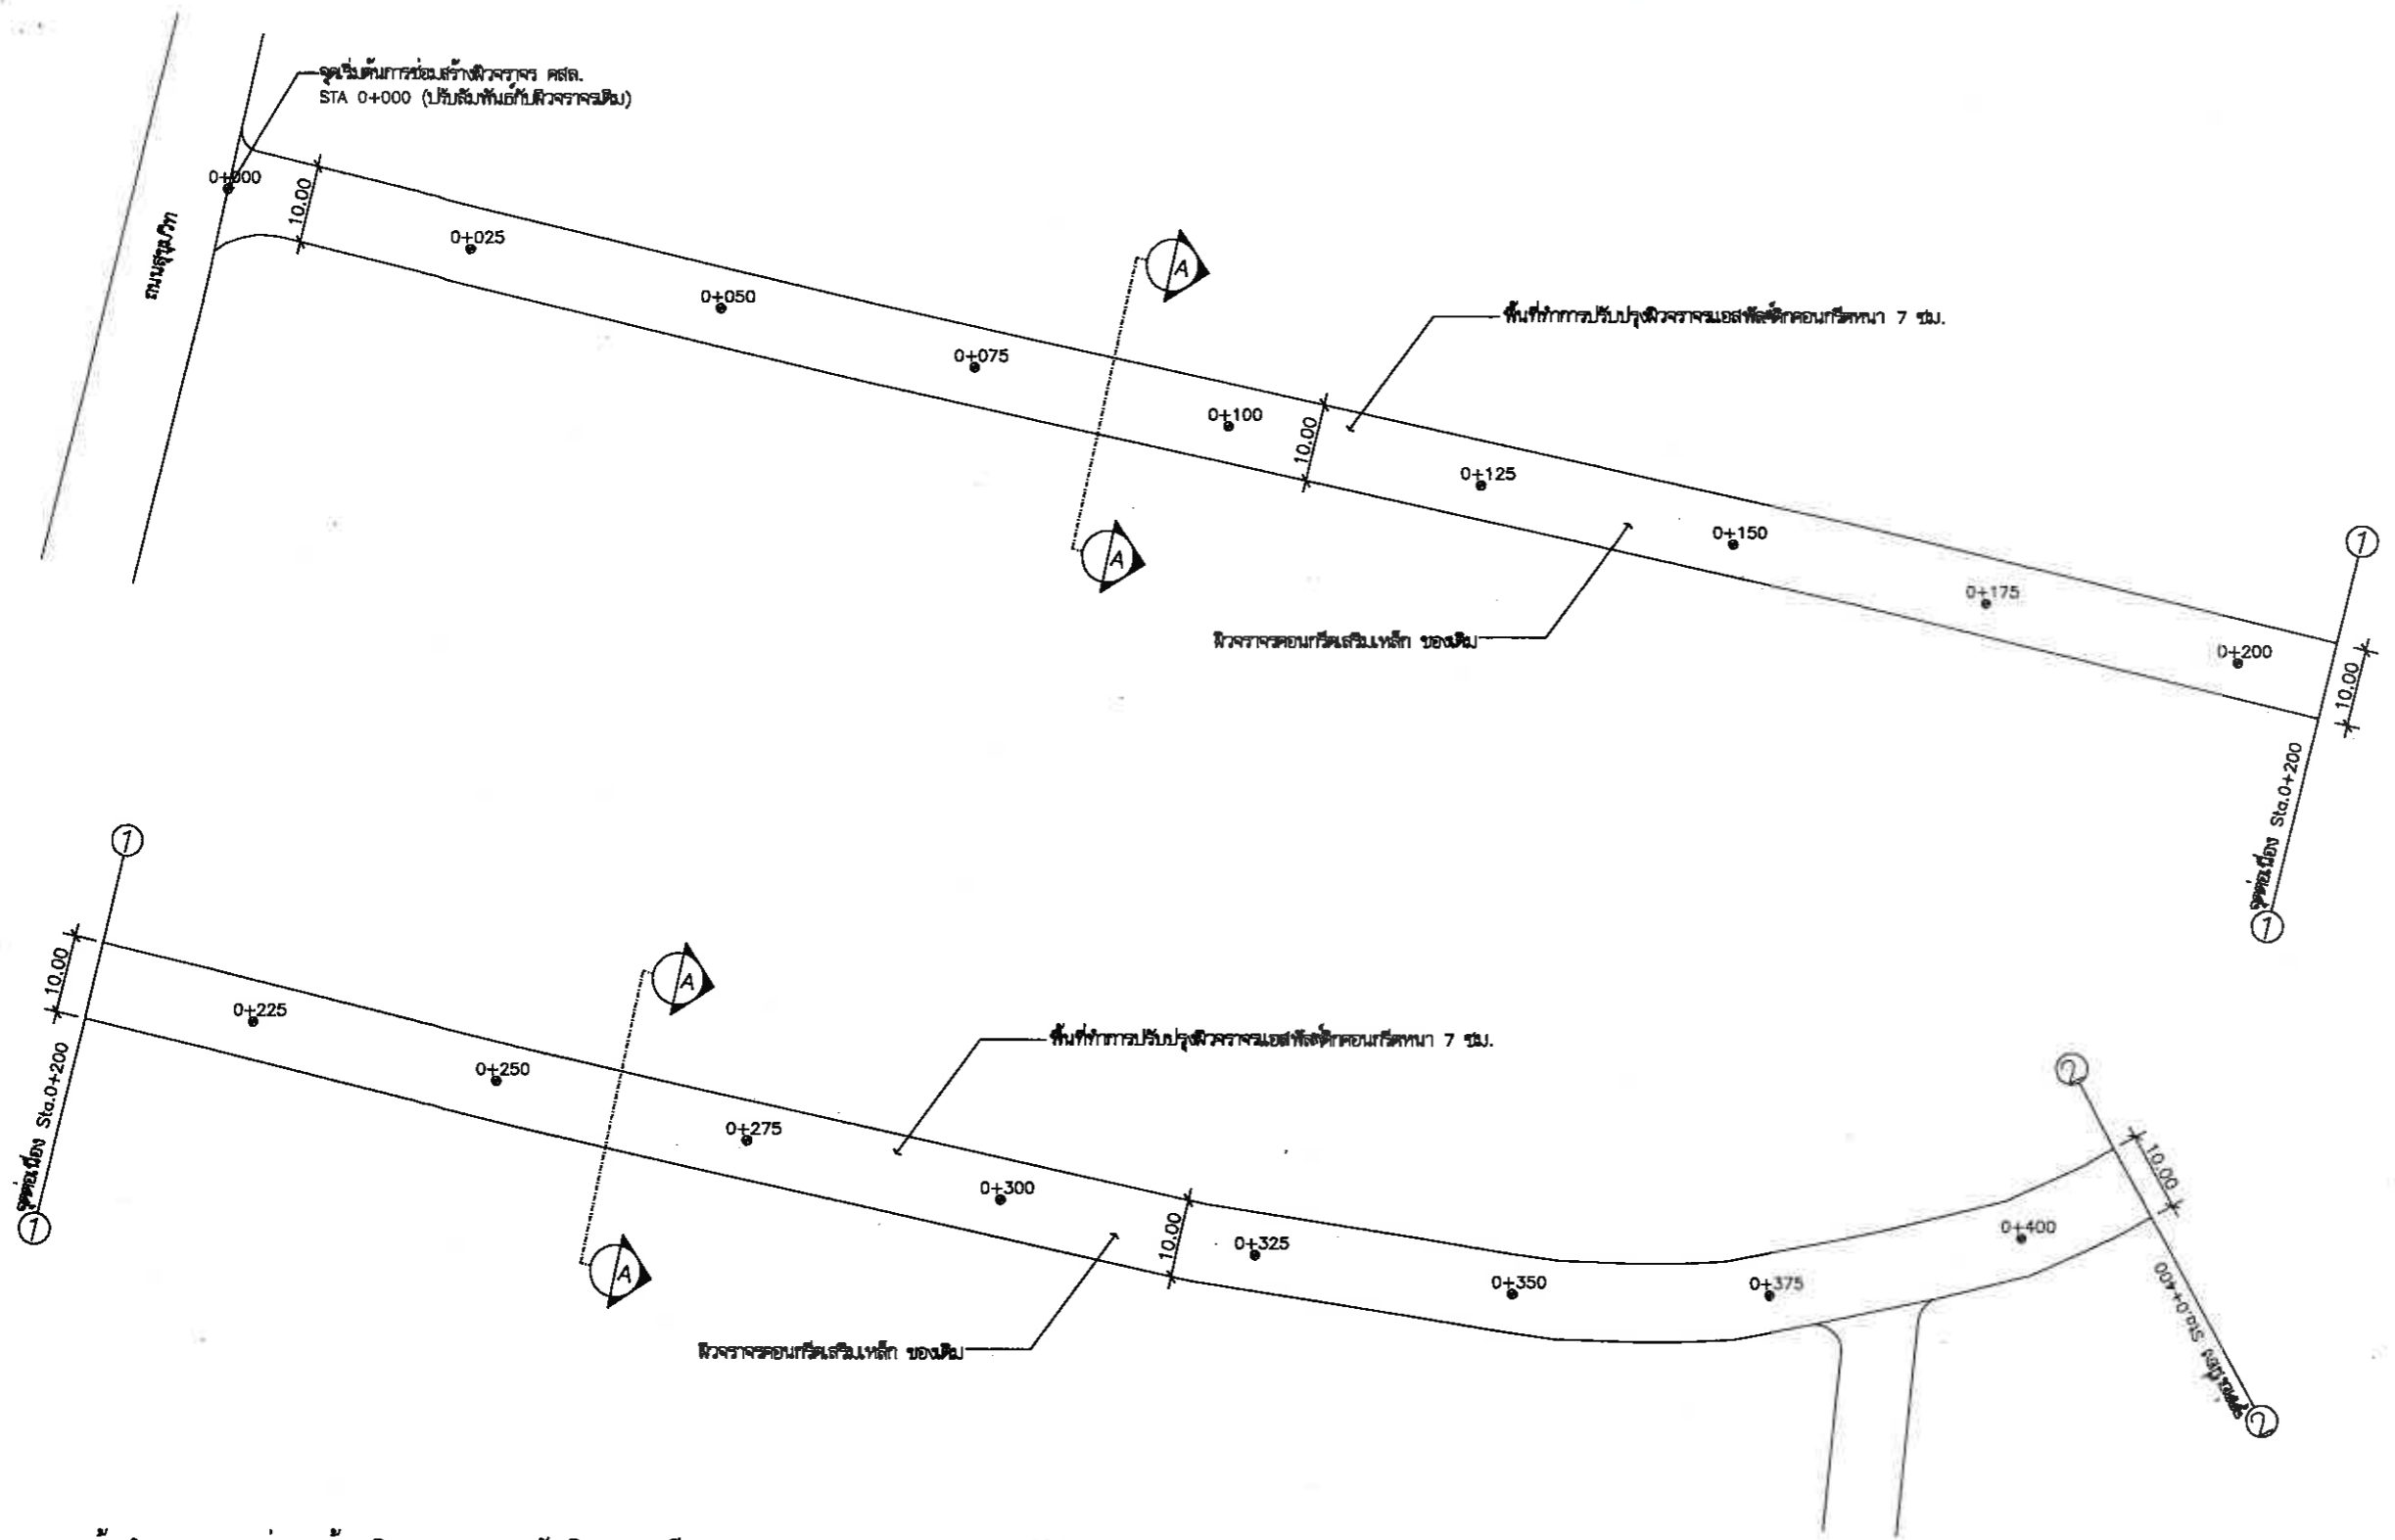 จุดเริ่มต้นการซ่อมสร้างผิวจราจร คสล.
STA 0+000 (ปรับสัมพันธ์กับผิวจราจรเดิม)
0+000
10.00
ถนนสุขุมวิท
0+025
0+050
0+075
A
A
0+100
10.00
พื้นที่ทำการปรับปรุงผิวจราจรแอสฟัลท์ติกคอนกรีตหนา 7 ซม.
0+125
0+150
0+175
0+200
ผิวจราจรคอนกรีตเสริมเหล็ก ของเดิม
1
10.00
จุดต่อเนื่อง Sta.0+200
1
1
10.00
จุดต่อเนื่อง Sta.0+200
1
0+225
0+250
A
A
0+275
0+300
พื้นที่ทำการปรับปรุงผิวจราจรแอสฟัลท์ติกคอนกรีตหนา 7 ซม.
10.00
0+325
0+350
0+375
0+400
ผิวจราจรคอนกรีตเสริมเหล็ก ของเดิม
2
10.00
จุดต่อเนื่อง Sta.0+400
2